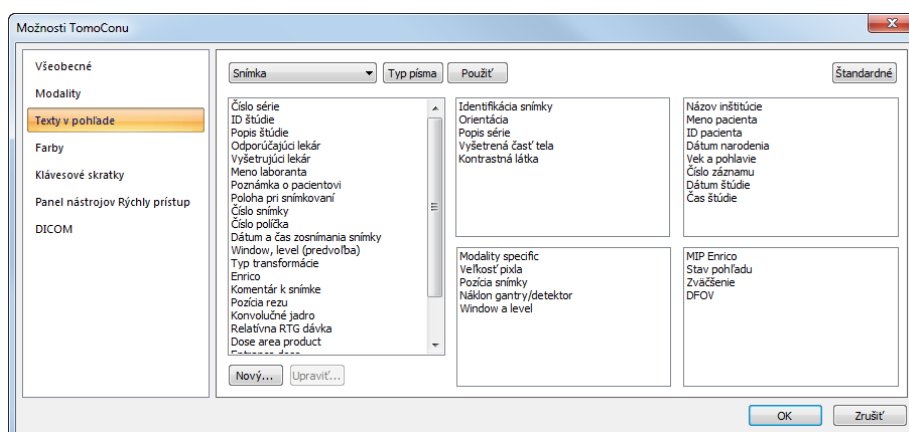 Možnosti TomoConu
Všeobecné
Modality
Texty v pohľade
Farby
Klávesové skratky
Panel nástrojov Rýchly prístup
DICOM
Snímka
Typ písma
Použiť
Štandardné
Číslo série
ID štúdie
Popis štúdie
Odporúčajúci lekár
Vyšetrujúci lekár
Meno laboranta
Poznámka o pacientovi
Poloha pri snímkovaní
Číslo snímky
Číslo políčka
Dátum a čas zosnímania snímky
Window, level (predvoľba)
Typ transformácie
Enrico
Komentár k snímke
Pozícia rezu
Konvolučné jadro
Relatívna RTG dávka
Dose area product
Entrance dose
Nový...
Upraviť...
Identifikácia snímky
Orientácia
Popis série
Vyšetrená časť tela
Kontrastná látka
Názov inštitúcie
Meno pacienta
ID pacienta
Dátum narodenia
Vek a pohlavie
Číslo záznamu
Dátum štúdie
Čas štúdie
Modality specific
Veľkosť pixla
Pozícia snímky
Náklon gantry/detektor
Window a level
MIP Enrico
Stav pohľadu
Zväčšenie
DFOV
OK
Zrušiť